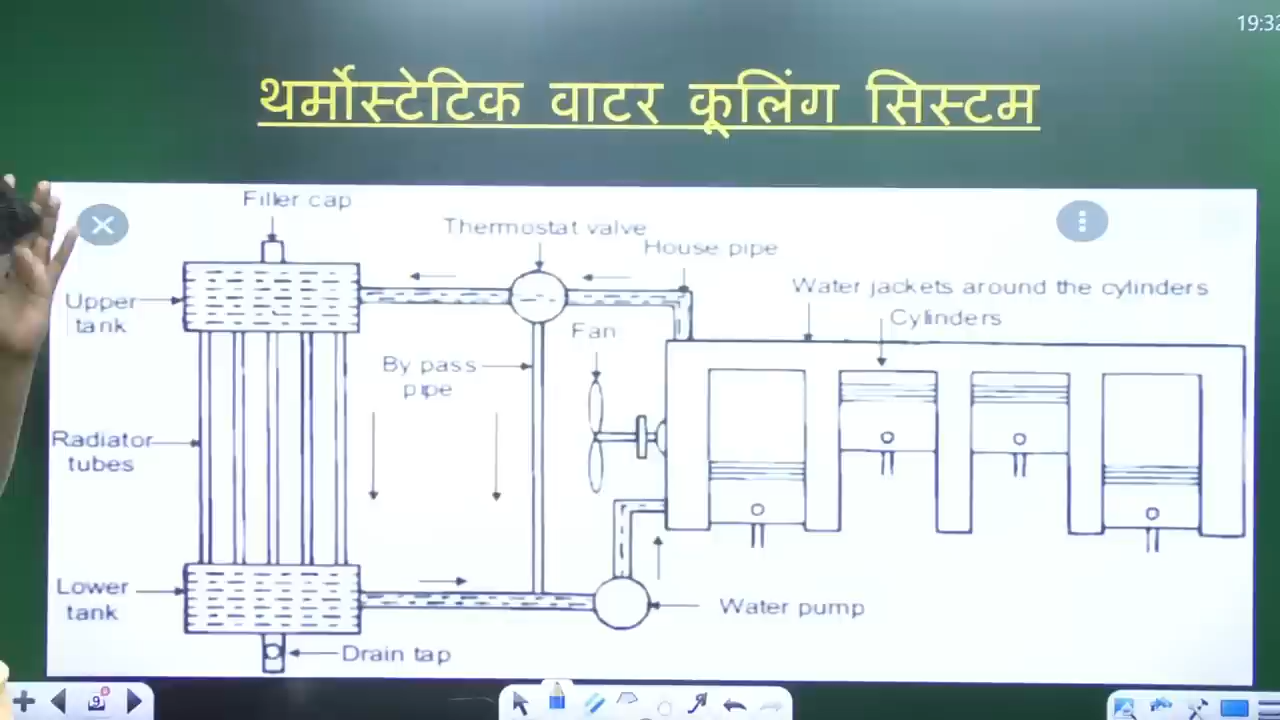 19:32
थर्मोस्टेटिक वाटर कूलिंग सिस्टम
Filler cap
Thermostat valve
House pipe
Water jackets around the cylinders
Cylinders
Upper
tank
Fan
By pass
pipe
Radiator
tubes
Lower
tank
Water pump
Drain tap
9